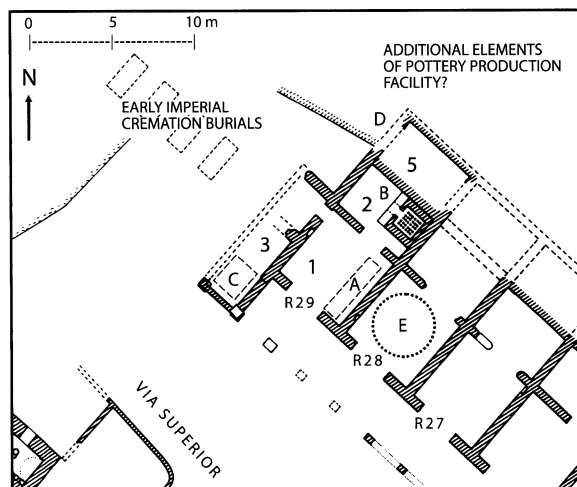 0 5 10 m
N
EARLY IMPERIAL
CREMATION BURIALS
ADDITIONAL ELEMENTS
OF POTTERY PRODUCTION
FACILITY?
D
5
B
2
3
1
C
A
R29
E
R28
R27
VIA SUPERIOR